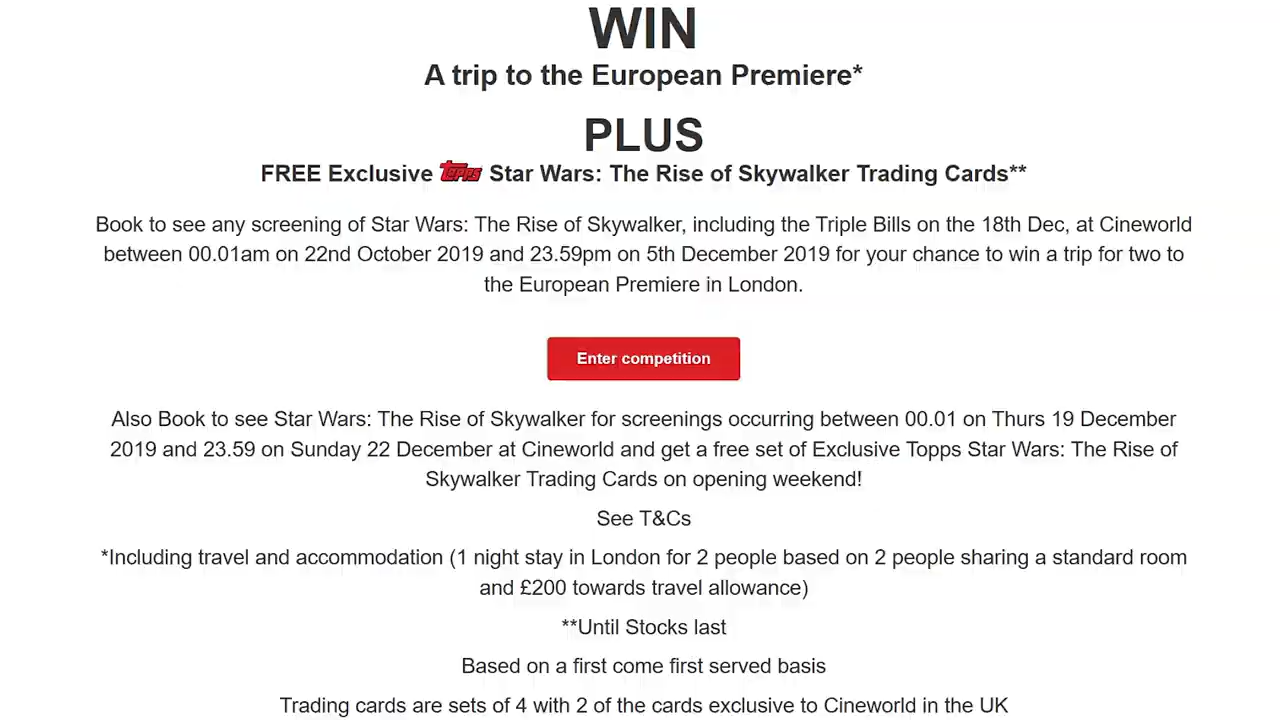 WIN
A trip to the European Premiere*
PLUS
FREE Exclusive Topps Star Wars: The Rise of Skywalker Trading Cards**
Book to see any screening of Star Wars: The Rise of Skywalker, including the Triple Bills on the 18th Dec, at Cineworld
between 00.01am on 22nd October 2019 and 23.59pm on 5th December 2019 for your chance to win a trip for two to
the European Premiere in London.
Enter competition
Also Book to see Star Wars: The Rise of Skywalker for screenings occurring between 00.01 on Thurs 19 December
2019 and 23.59 on Sunday 22 December at Cineworld and get a free set of Exclusive Topps Star Wars: The Rise of
Skywalker Trading Cards on opening weekend!
See T&Cs
*Including travel and accommodation (1 night stay in London for 2 people based on 2 people sharing a standard room
and £200 towards travel allowance)
**Until Stocks last
Based on a first come first served basis
Trading cards are sets of 4 with 2 of the cards exclusive to Cineworld in the UK